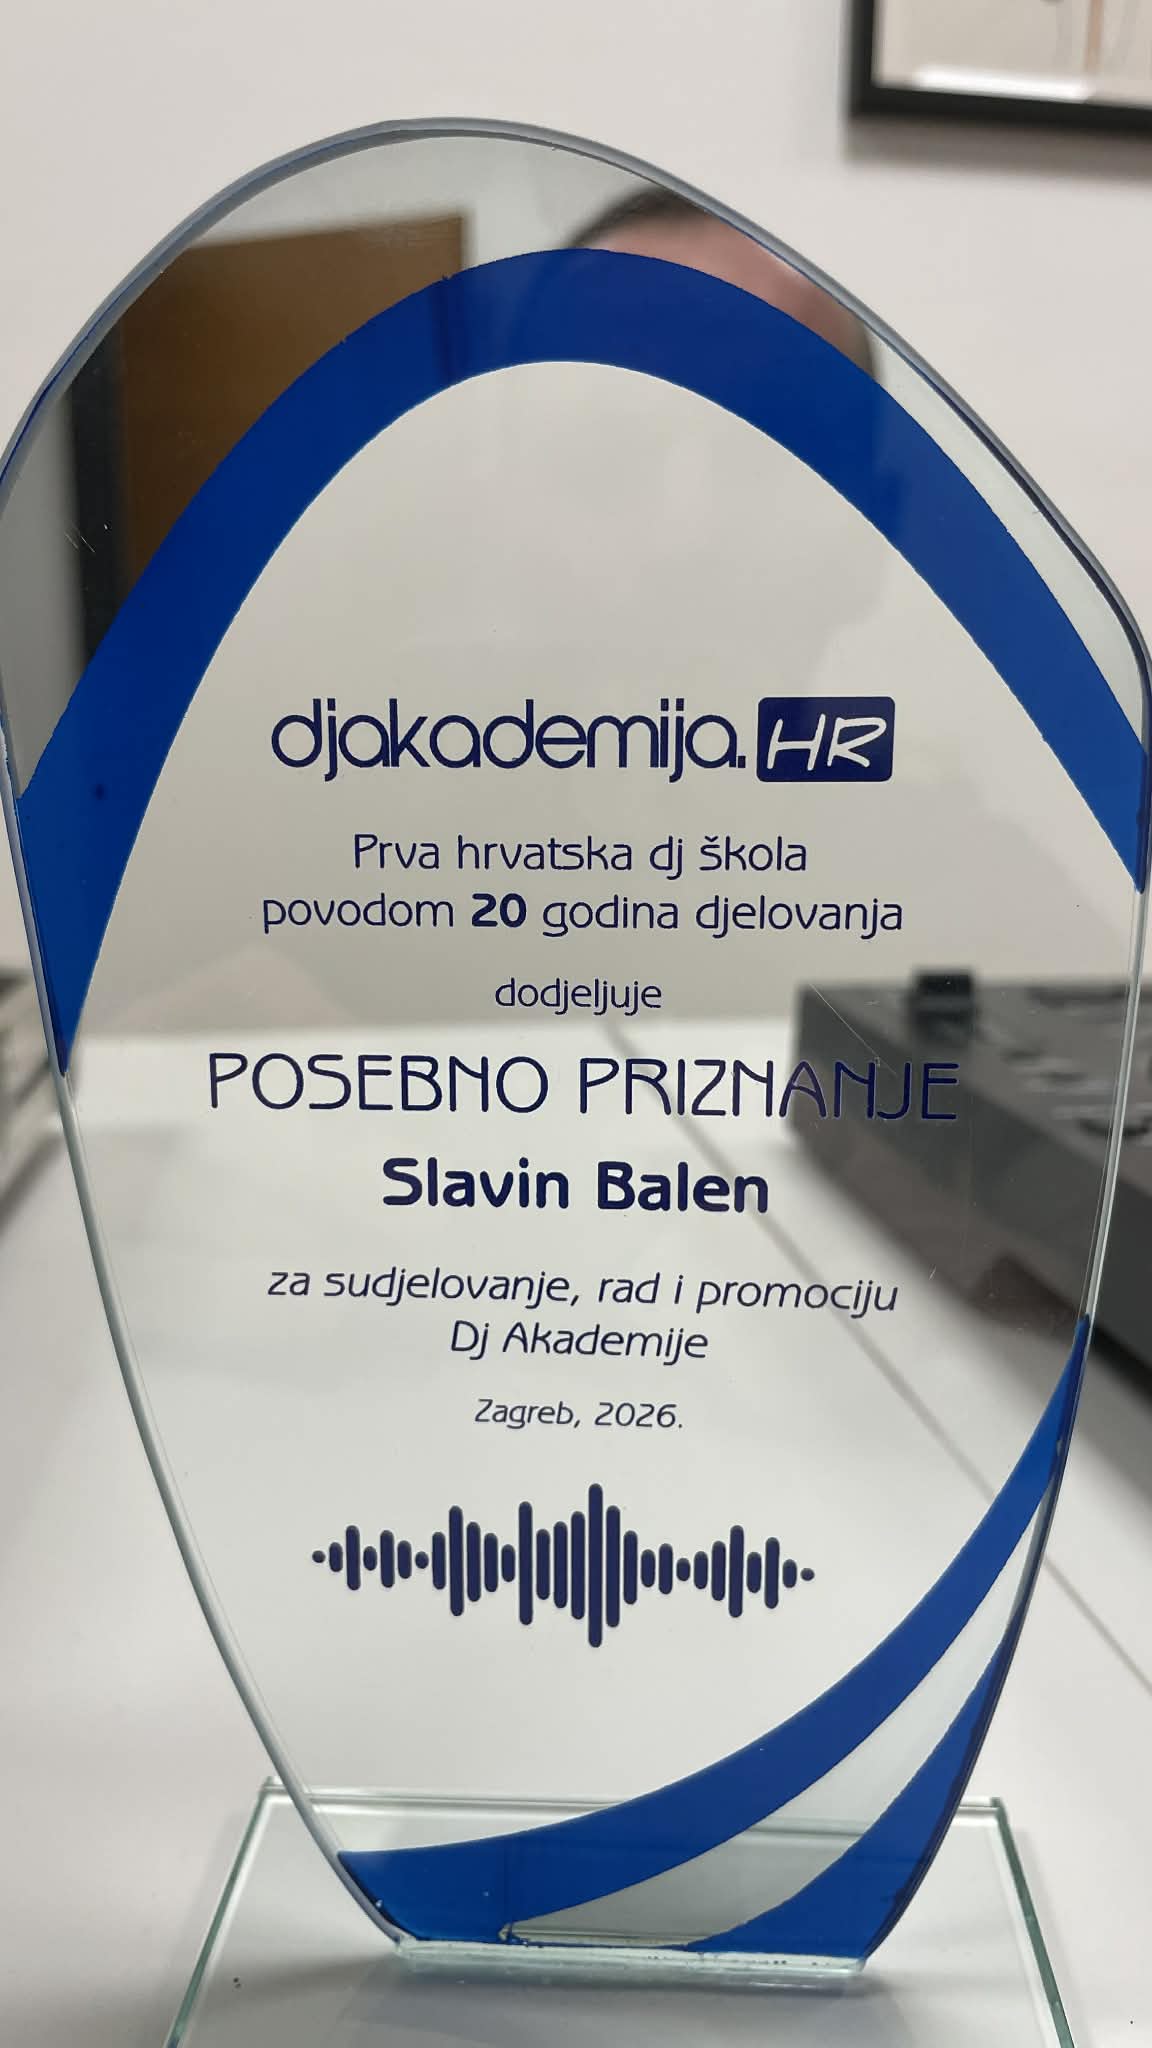 djakademija.HR
Prva hrvatska dj škola
povodom 20 godina djelovanja
dodjeljuje
POSEBNO PRIZNANJE
Slavin Balen
za sudjelovanje, rad i promociju
Dj Akademije
Zagreb, 2026.